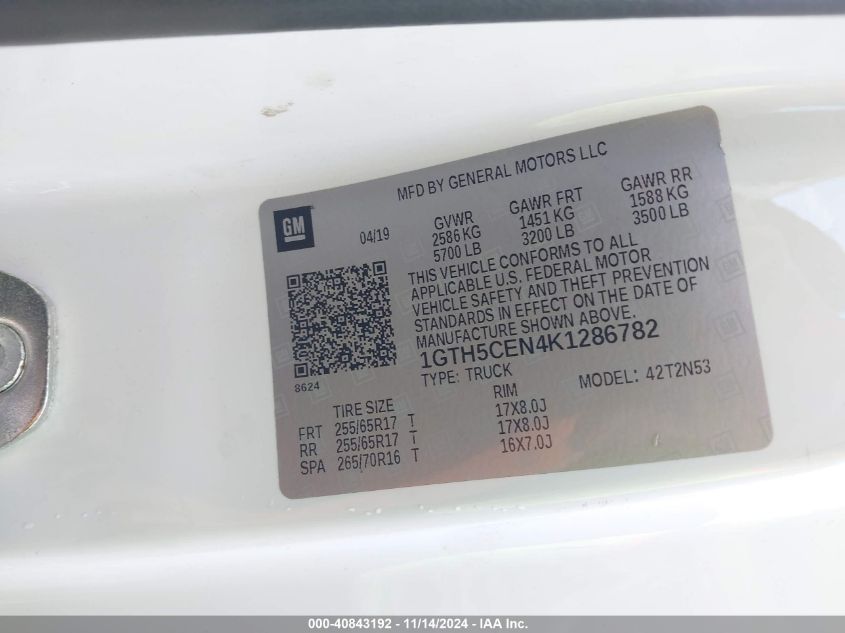 MFD BY GENERAL MOTORS LLC
GM
04/19
GVWR GAWR FRT GAWR RR
2586 KG 1451 KG 1588 KG
5700 LB 3200 LB 3500 LB
THIS VEHICLE CONFORMS TO ALL
APPLICABLE U.S. FEDERAL MOTOR
VEHICLE SAFETY AND THEFT PREVENTION
STANDARDS IN EFFECT ON THE DATE OF
MANUFACTURE SHOWN ABOVE.
1GTH5CEN4K1286782
8624
TYPE: TRUCK MODEL: 42T2N53
TIRE SIZE RIM
FRT 255/65R17 T 17X8.0J
RR 255/65R17 T 17X8.0J
SPA 265/70R16 T 16X7.0J
000-40843192 - 11/14/2024 - IAA Inc.